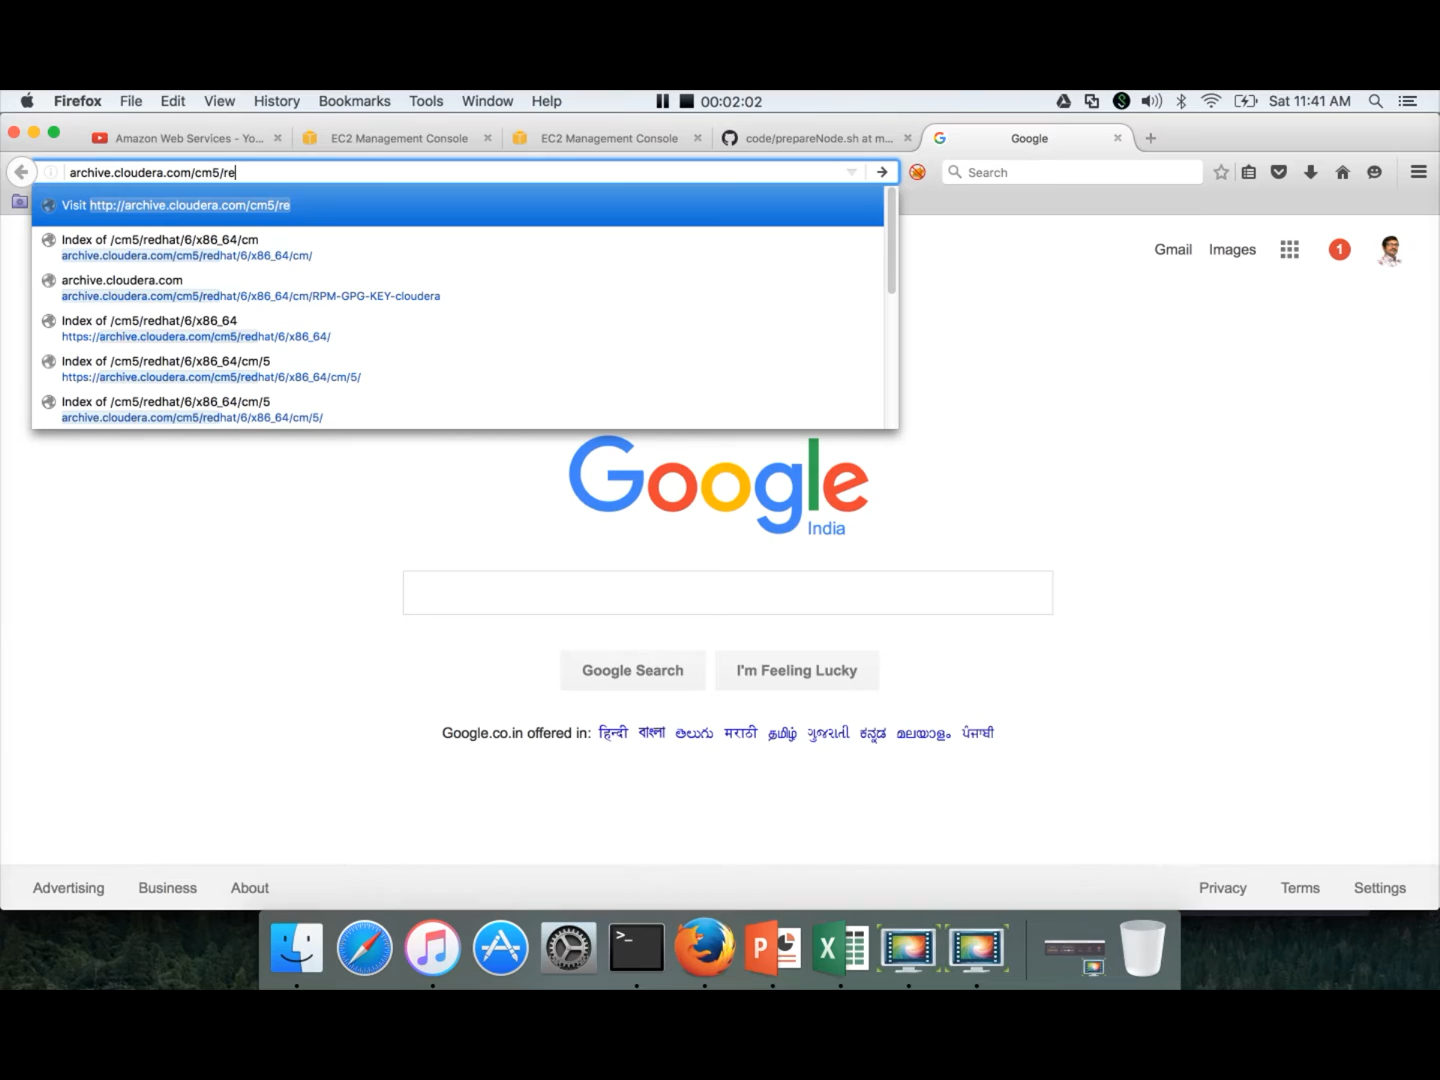 Firefox File Edit View History Bookmarks Tools Window Help 00:02:02 Sat 11:41 AM
Amazon Web Services - Yo... EC2 Management Console EC2 Management Console code/prepareNode.sh at m... Google
archive.cloudera.com/cm5/re Search
Visit http://archive.cloudera.com/cm5/re
Index of /cm5/redhat/6/x86_64/cm
archive.cloudera.com/cm5/redhat/6/x86_64/cm/
archive.cloudera.com
archive.cloudera.com/cm5/redhat/6/x86_64/cm/RPM-GPG-KEY-cloudera
Index of /cm5/redhat/6/x86_64
https://archive.cloudera.com/cm5/redhat/6/x86_64/
Index of /cm5/redhat/6/x86_64/cm/5
https://archive.cloudera.com/cm5/redhat/6/x86_64/cm/5/
Index of /cm5/redhat/6/x86_64/cm/5
archive.cloudera.com/cm5/redhat/6/x86_64/cm/5/
Gmail Images 1
Google
India
Google Search I'm Feeling Lucky
Google.co.in offered in: हिन्दी বাংলা తెలుగు मराठी தமிழ் ગુજરાતી ಕನ್ನಡ മലയാളം ਪੰਜਾਬੀ
Advertising Business About Privacy Terms Settings